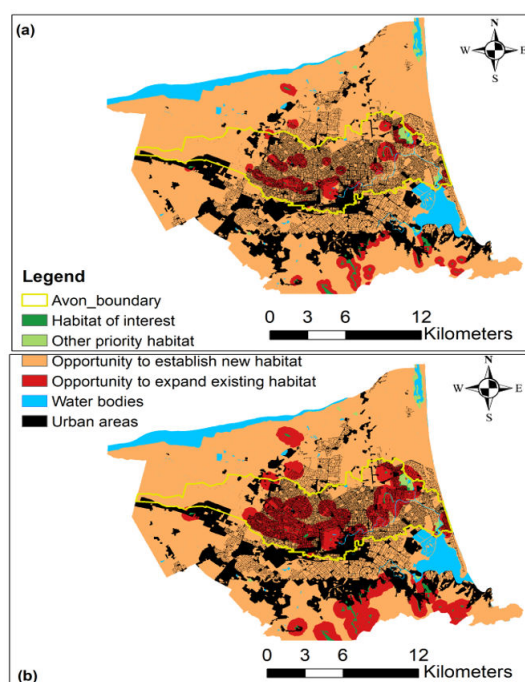 (a)
N
W E
S
Legend
Avon_boundary
Habitat of interest
Other priority habitat
Opportunity to establish new habitat
Opportunity to expand existing habitat
Water bodies
Urban areas
0 3 6 12
Kilometers
N
W E
S
0 3 6 12
Kilometers
(b)